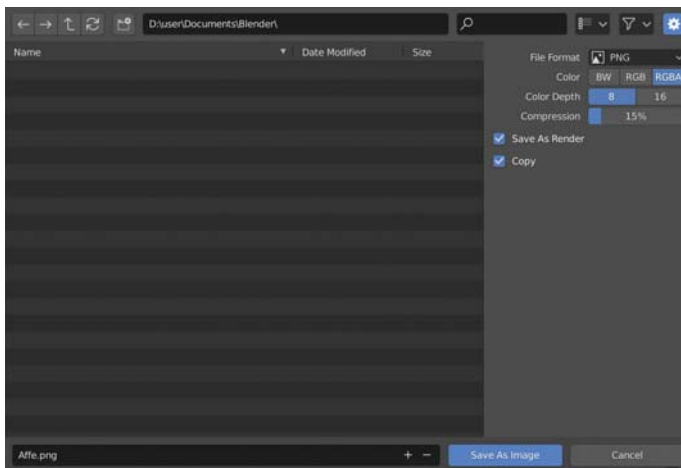 D:\user\Documents\Blender\
Name Date Modified Size
File Format PNG
Color BW RGB RGBA
Color Depth 8 16
Compression 15%
Save As Render
Copy
Affe.png + − Save As Image Cancel